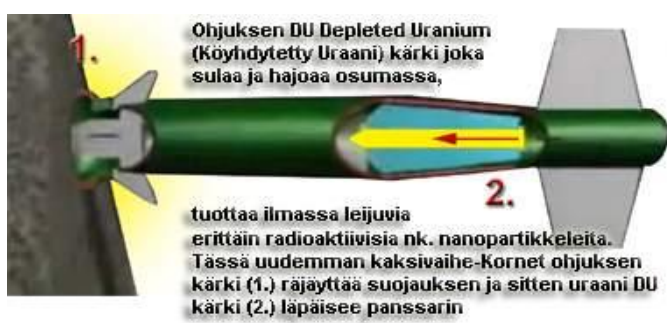 Ohjuksen DU Depleted Uranium
(Köyhdytetty Uraani) kärki joka
sulaa ja hajoaa osumassa,
1.
2.
tuottaa ilmassa leijuvia
erittäin radioaktiivisia nk. nanopartikkeleita.
Tässä uudemman kaksivaihe-Kornet ohjuksen
kärki (1.) räjäyttää suojauksen ja sitten uraani DU
kärki (2.) läpäisee panssarin